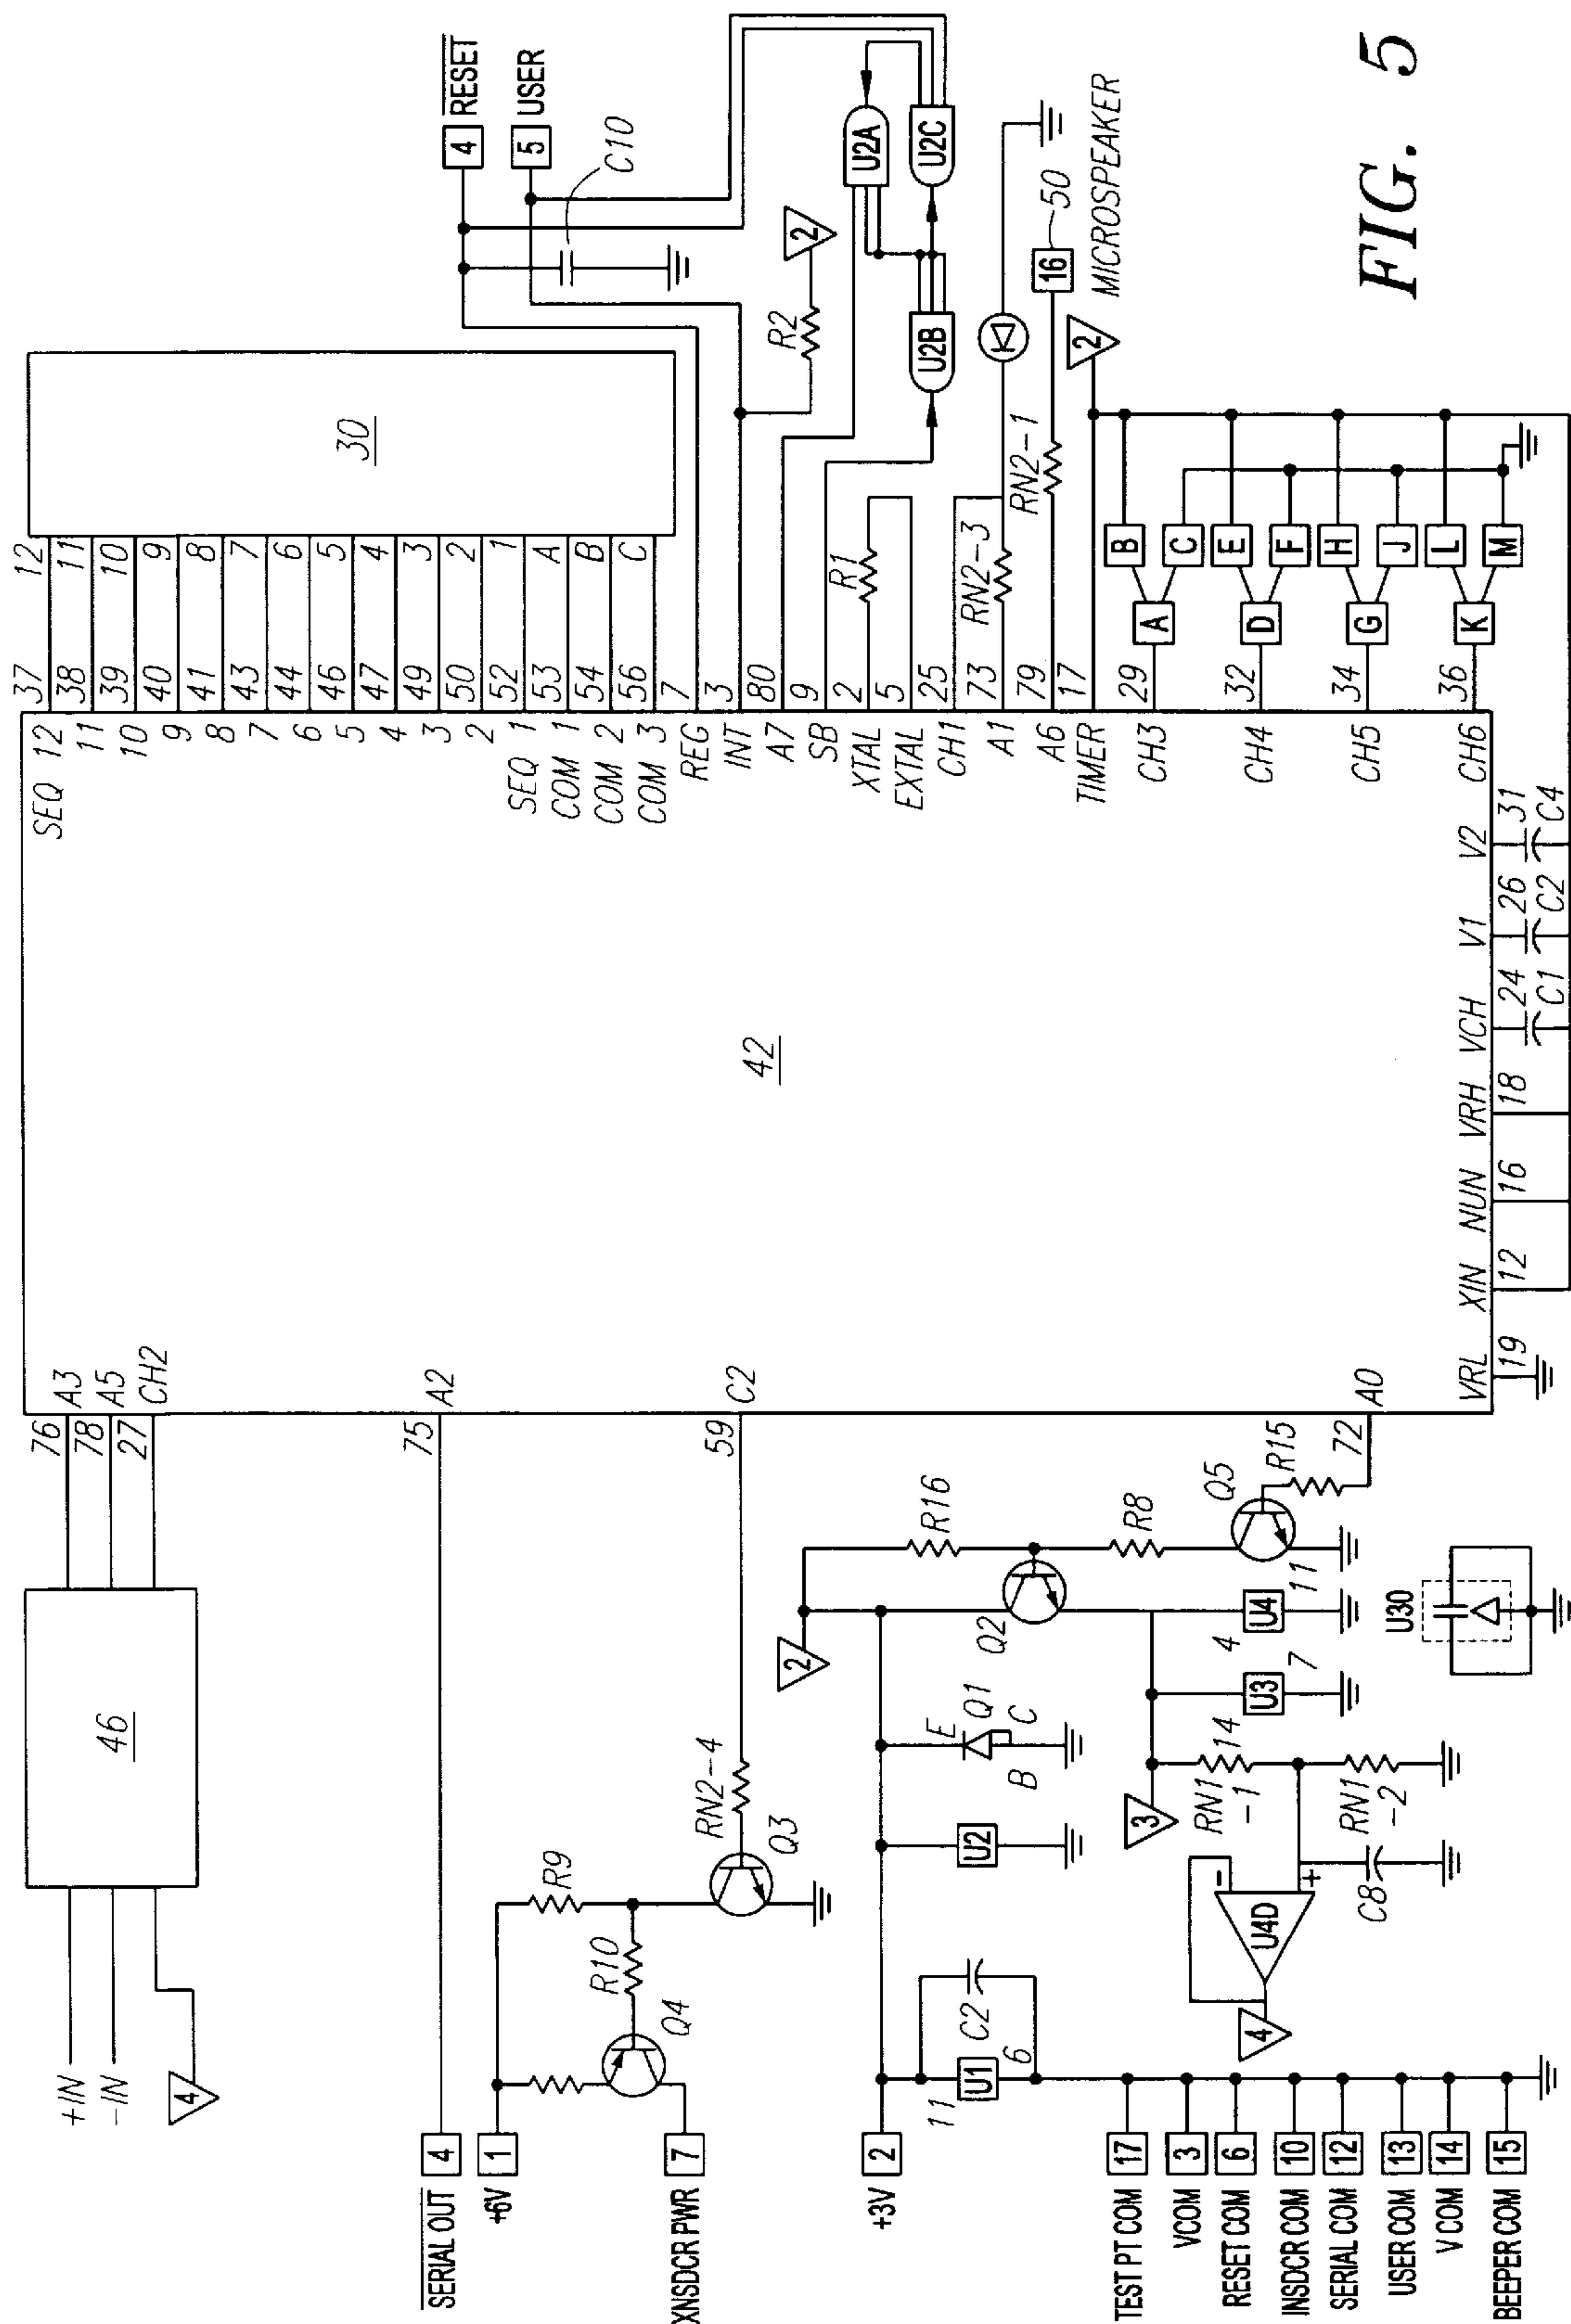 +IN
-IN
4
46
76
78
27
A3
A5
CH2
SERIAL OUT
4
75
A2
+6V
1
XNSDCR PWR
7
R9
R10
Q4
Q3
RN2-4
59
C2
42
+3V
2
11
U1
6
C2
U2
E
Q1
B
C
2
Q2
R16
R8
Q5
R15
72
A0
3
RN1
-1
14
RN1
-2
C8
U4D
-
+
4
U3
7
4
U4
11
U30
TEST PT COM
17
VCOM
3
RESET COM
6
INSDCR COM
10
SERIAL COM
12
USER COM
13
V COM
14
BEEPER COM
15
VRL
19
XIN
12
NUN
16
VRH
18
VCH
24
C1
V1
26
C2
V2
31
C4
SEQ 12
37
12
11
38
11
10
39
10
9
40
9
8
41
8
7
43
7
6
44
6
5
46
5
4
47
4
3
49
3
2
50
2
SEQ 1
52
1
COM 1
53
A
COM 2
54
B
COM 3
56
C
30
REG
7
INT
3
A7
80
SB
9
XTAL
2
EXTAL
5
CH1
25
A1
73
A6
79
TIMER
17
CH3
29
CH4
32
CH5
34
CH6
36
4
RESET
5
USER
C10
R2
2
U2A
U2B
U2C
R1
RN2-3
RN2-1
16
50
MICROSPEAKER
2
A
B
C
D
E
F
G
H
J
K
L
M
FIG. 5